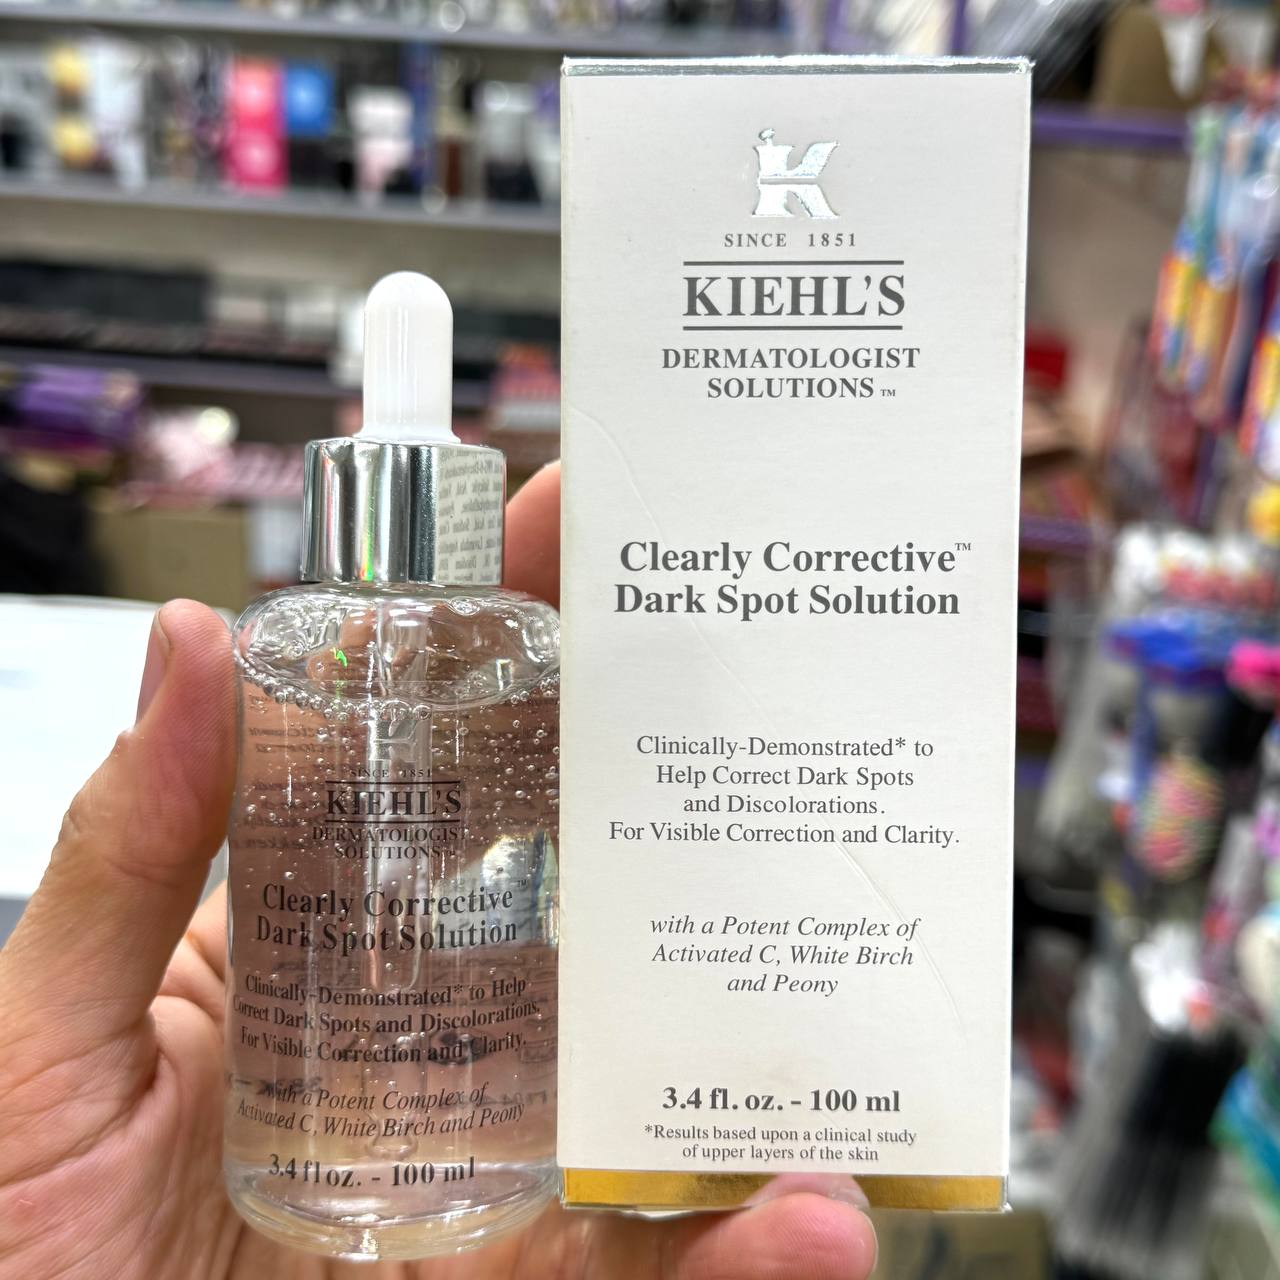 SINCE 1851
KIEHL'S
DERMATOLOGIST
SOLUTIONS™
Clearly Corrective™
Dark Spot Solution
Clinically-Demonstrated* to
Help Correct Dark Spots
and Discolorations.
For Visible Correction and Clarity.
with a Potent Complex of
Activated C, White Birch
and Peony
3.4 fl. oz. - 100 ml
*Results based upon a clinical study
of upper layers of the skin
SINCE 1851
KIEHL'S
DERMATOLOGIST
SOLUTIONS™
Clearly Corrective™
Dark Spot Solution
Clinically-Demonstrated* to Help
Correct Dark Spots and Discolorations.
For Visible Correction and Clarity.
with a Potent Complex of
Activated C, White Birch and Peony
3.4 fl oz. - 100 ml